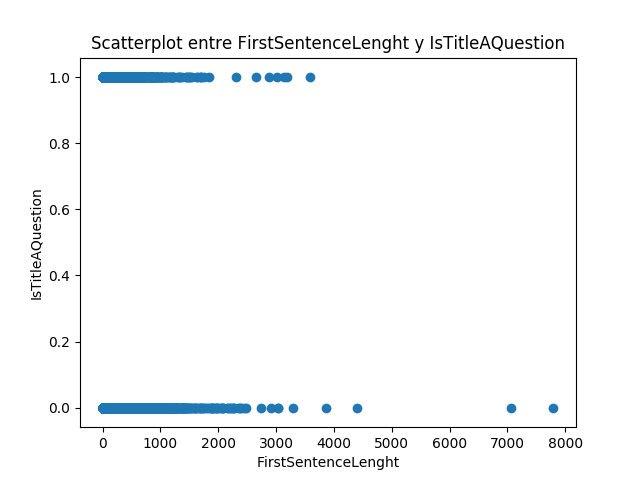 Scatterplot entre FirstSentenceLenght y IsTitleAQuestion
1.0
0.8
0.6
0.4
0.2
0.0
IsTitleAQuestion
0 1000 2000 3000 4000 5000 6000 7000 8000
FirstSentenceLenght